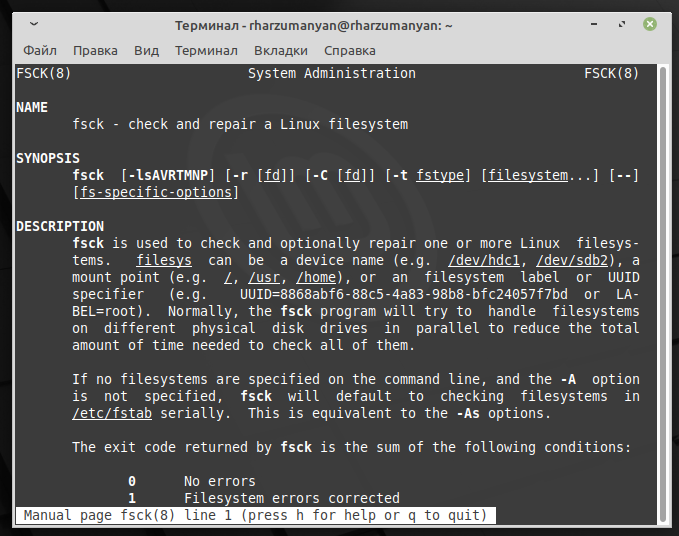 Терминал - rharzumanyan@rharzumanyan: ~
Файл Правка Вид Терминал Вкладки Справка
FSCK(8) System Administration FSCK(8)
NAME
fsck - check and repair a Linux filesystem
SYNOPSIS
fsck [-lsAVRTMNP] [-r [fd]] [-C [fd]] [-t fstype] [filesystem...] [--]
[fs-specific-options]
DESCRIPTION
fsck is used to check and optionally repair one or more Linux filesys-
tems. filesys can be a device name (e.g. /dev/hdc1, /dev/sdb2), a
mount point (e.g. /, /usr, /home), or an filesystem label or UUID
specifier (e.g. UUID=8868abf6-88c5-4a83-98b8-bfc24057f7bd or LA-
BEL=root). Normally, the fsck program will try to handle filesystems
on different physical disk drives in parallel to reduce the total
amount of time needed to check all of them.
If no filesystems are specified on the command line, and the -A option
is not specified, fsck will default to checking filesystems in
/etc/fstab serially. This is equivalent to the -As options.
The exit code returned by fsck is the sum of the following conditions:
0 No errors
1 Filesystem errors corrected
Manual page fsck(8) line 1 (press h for help or q to quit)